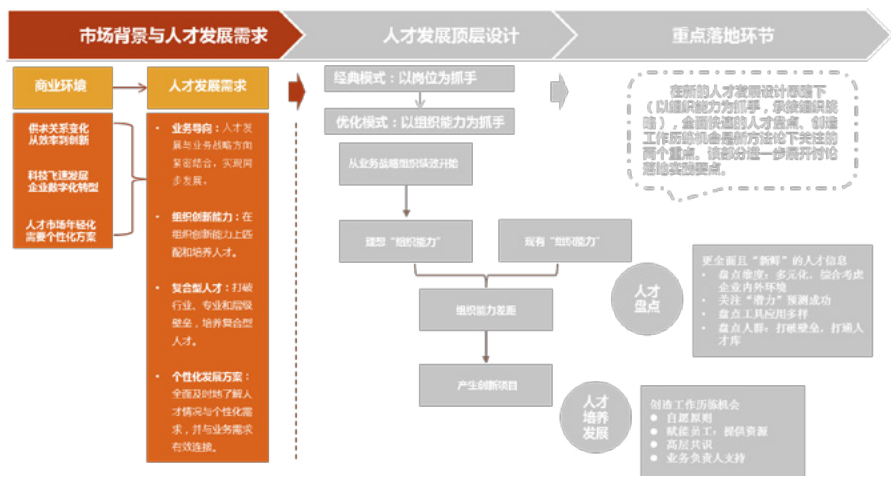 市场背景与人才发展需求
人才发展顶层设计
重点落地环节
商业环境
人才发展需求
供求关系变化
从效率到创新
科技飞速发展
企业数字化转型
人才市场年轻化
需要个性化方案
• 业务导向：人才发
展与业务战略方向
紧密结合，实现同
步发展。
• 组织创新能力：在
组织创新能力上匹
配和培养人才。
• 复合型人才：打破
行业、专业和层级
壁垒，培养复合型
人才。
• 个性化发展方案：
全面及时地了解人
才情况与个性化需
求，并与业务需求
有效连接。
经典模式：以岗位为抓手
优化模式：以组织能力为抓手
从业务战略组织绩效开始
理想“组织能力”
现有“组织能力”
组织能力差距
产生创新项目
在新的人才发展设计思路下
（以组织能力为抓手，承接组织战
略），全面快速的人才盘点、创造
工作历练机会是新方法论下关注的
两个重点。该部分进一步展开讨论
落地实践要点。
人才
盘点
更全面且“新鲜”的人才信息
• 盘点维度：多元化，综合考虑
企业内外环境
• 关注“潜力”预测成功
• 盘点工具应用多样
• 盘点人群：打破壁垒，打通人
才库
人才
培养
发展
创造工作历练机会
● 自愿原则
● 赋能员工，提供资源
● 高层共识
● 业务负责人支持